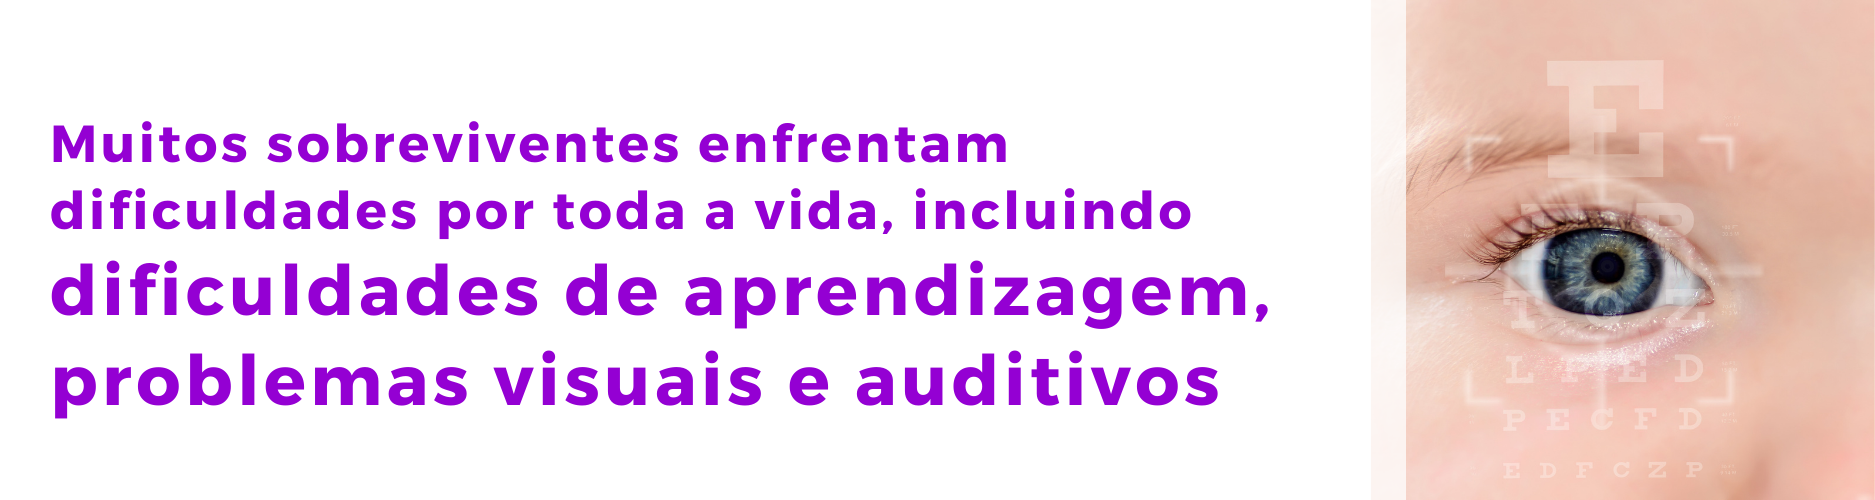 Muitos sobreviventes enfrentam
dificuldades por toda a vida, incluindo
dificuldades de aprendizagem,
problemas visuais e auditivos
E
L P E D
P E C F D
E D F C Z P